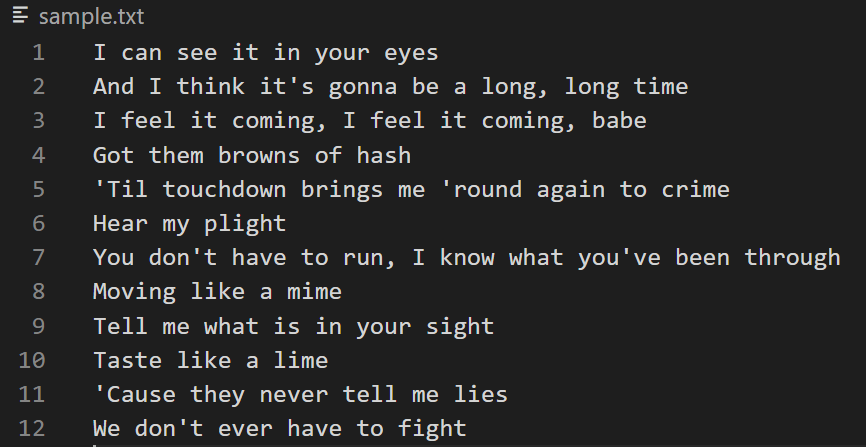 sample.txt
1 I can see it in your eyes
2 And I think it's gonna be a long, long time
3 I feel it coming, I feel it coming, babe
4 Got them browns of hash
5 'Til touchdown brings me 'round again to crime
6 Hear my plight
7 You don't have to run, I know what you've been through
8 Moving like a mime
9 Tell me what is in your sight
10 Taste like a lime
11 'Cause they never tell me lies
12 We don't ever have to fight